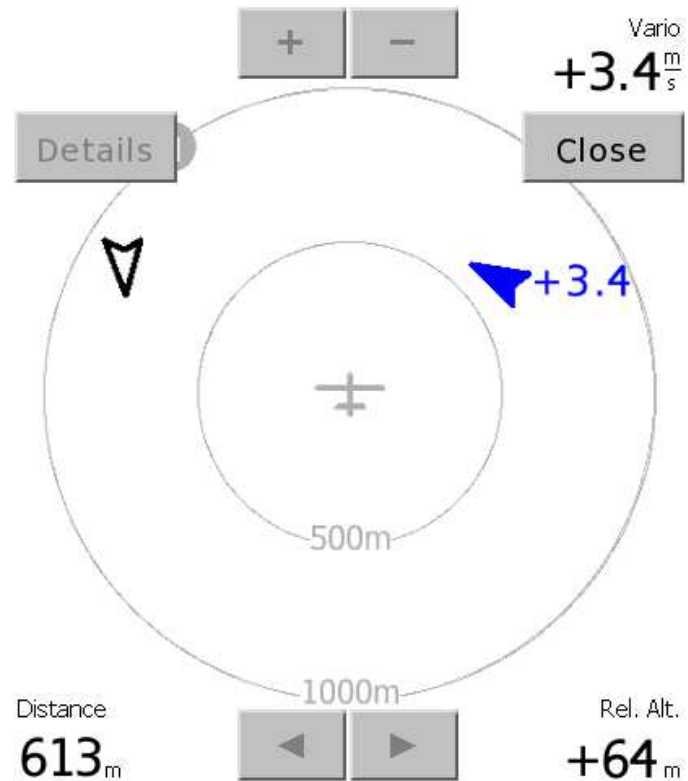 + −
Vario
+3.4 m/s
Details
Close
+3.4
500m
1000m
Distance
613m
◄ ►
Rel. Alt.
+64m